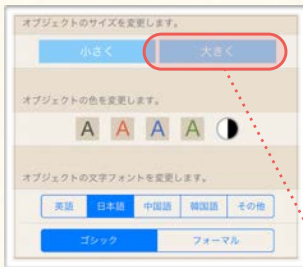 オブジェクトのサイズを変更します。
小さく 大きく
オブジェクトの色を変更します。
A A A A
オブジェクトの文字フォントを変更します。
英語 日本語 中国語 韓国語 その他
ゴシック フォーマル